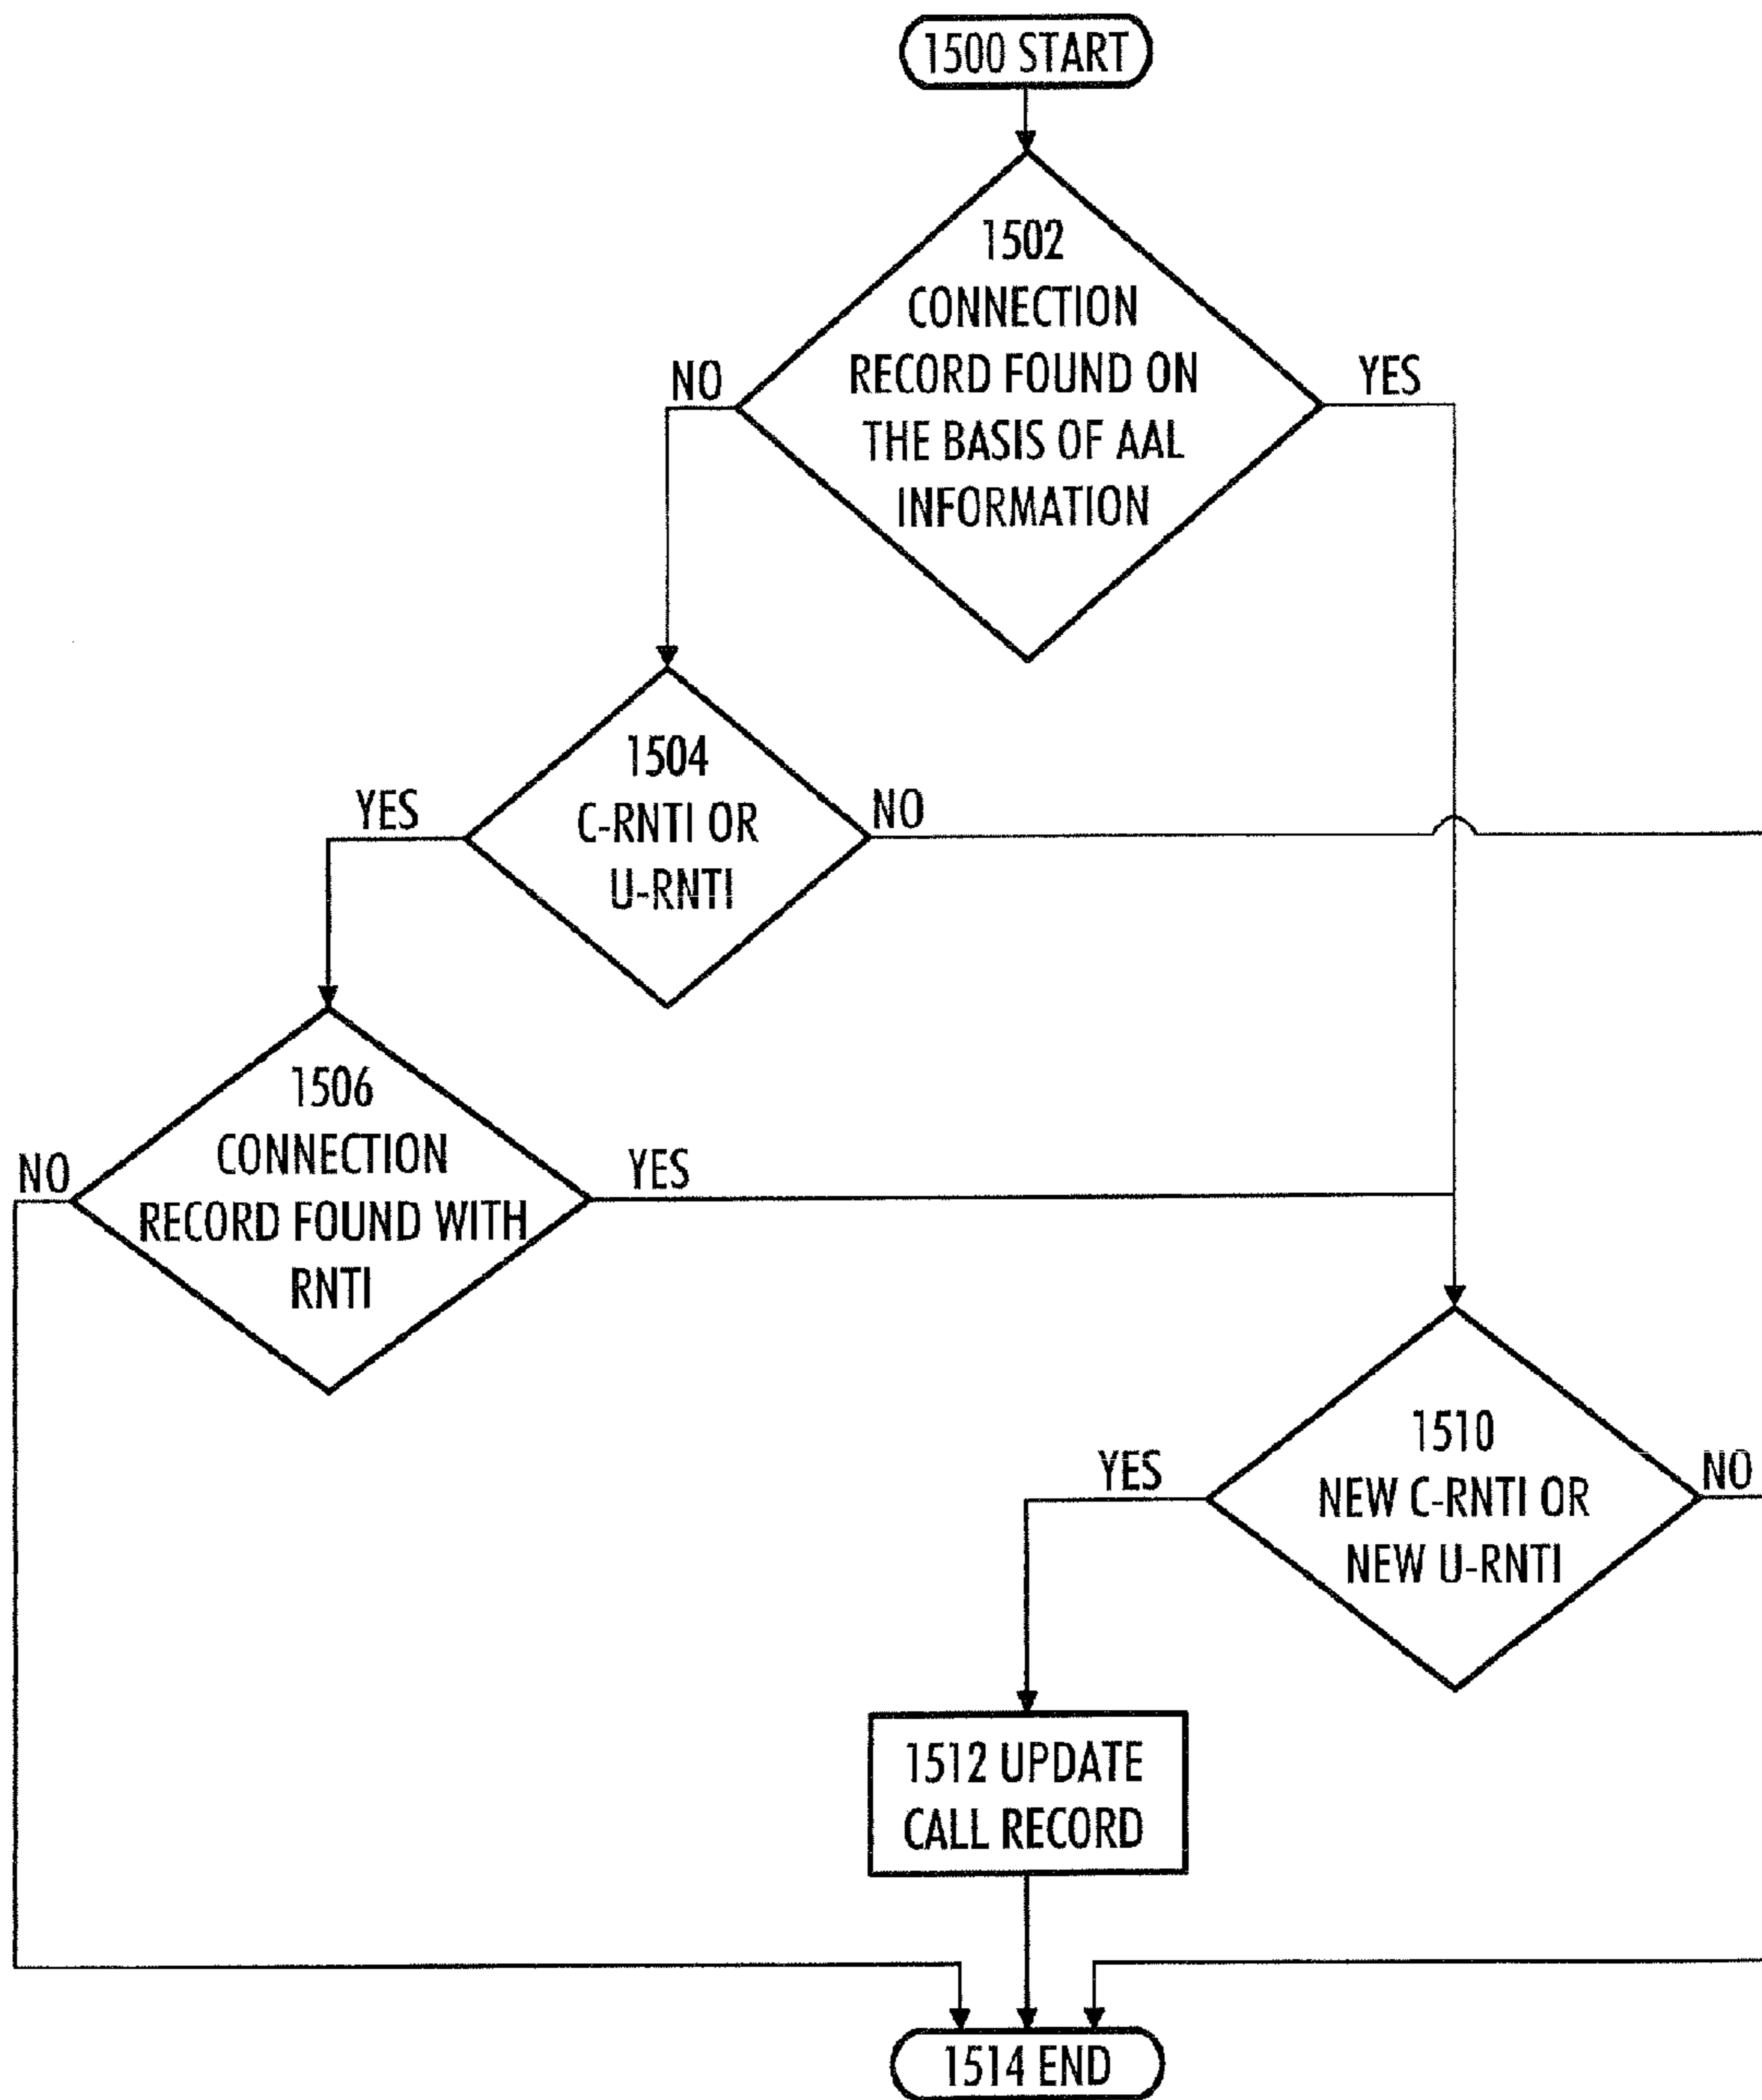 1500 START
1502
CONNECTION
RECORD FOUND ON
THE BASIS OF AAL
INFORMATION
NO
YES
1504
C-RNTI OR
U-RNTI
YES
NO
1506
CONNECTION
RECORD FOUND WITH
RNTI
NO
YES
1510
NEW C-RNTI OR
NEW U-RNTI
YES
NO
1512 UPDATE
CALL RECORD
1514 END